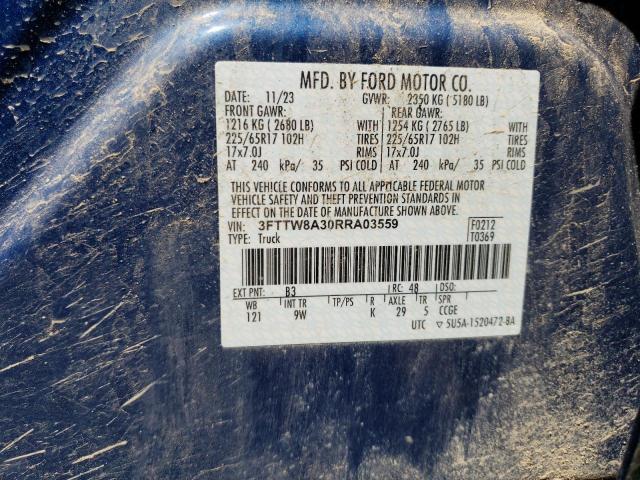 MFD. BY FORD MOTOR CO.
DATE: 11/23 GVWR: 2350 KG ( 5180 LB)
FRONT GAWR: REAR GAWR:
1216 KG ( 2680 LB) WITH 1254 KG ( 2765 LB) WITH
225/65R17 102H TIRES 225/65R17 102H TIRES
17x7.0J RIMS 17x7.0J RIMS
AT 240 kPa/ 35 PSI COLD AT 240 kPa/ 35 PSI COLD
THIS VEHICLE CONFORMS TO ALL APPLICABLE FEDERAL MOTOR
VEHICLE SAFETY AND THEFT PREVENTION STANDARDS IN
EFFECT ON THE DATE OF MANUFACTURE SHOWN ABOVE.
VIN: 3FTTW8A30RRA03559 F0212
TYPE: Truck T0369
EXT PNT: B3 RC: 48 DSO:
WB INT TR TP/PS R AXLE TR SPR
121 9W K 29 5 CCGE
UTC ▽ 5U5A-1520472-BA